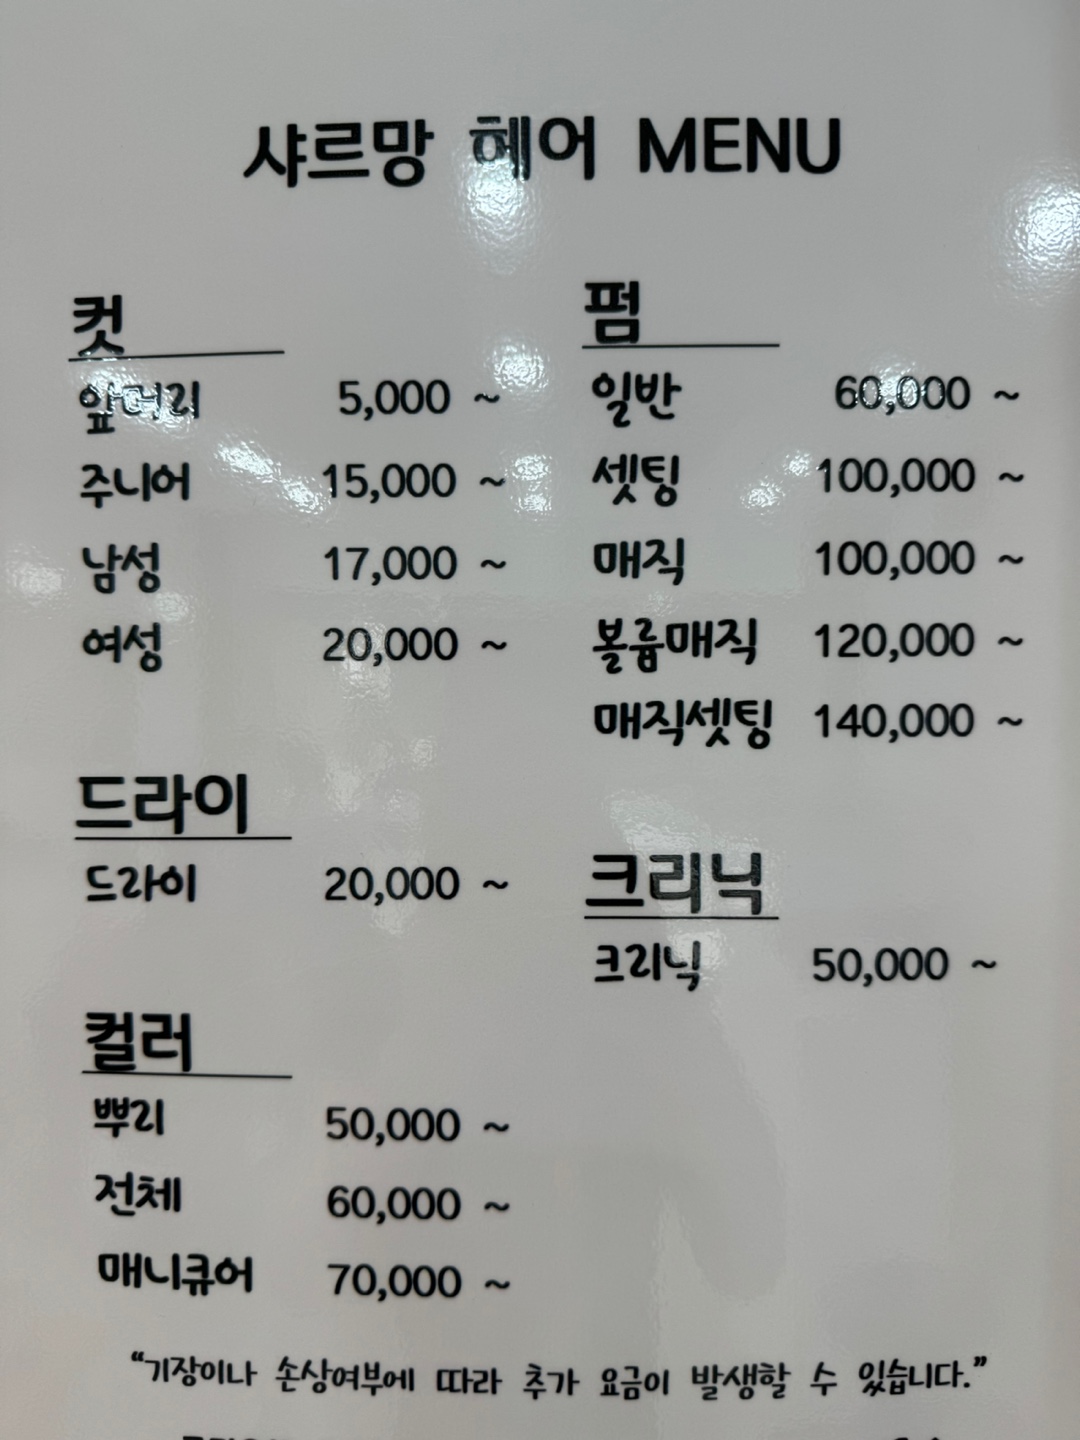 샤르망 헤어 MENU
컷
앞머리 5,000 ~
주니어 15,000 ~
남성 17,000 ~
여성 20,000 ~
드라이
드라이 20,000 ~
컬러
뿌리 50,000 ~
전체 60,000 ~
매니큐어 70,000 ~
펌
일반 60,000 ~
셋팅 100,000 ~
매직 100,000 ~
볼륨매직 120,000 ~
매직셋팅 140,000 ~
크리닉
크리닉 50,000 ~
“기장이나 손상여부에 따라 추가 요금이 발생할 수 있습니다.”